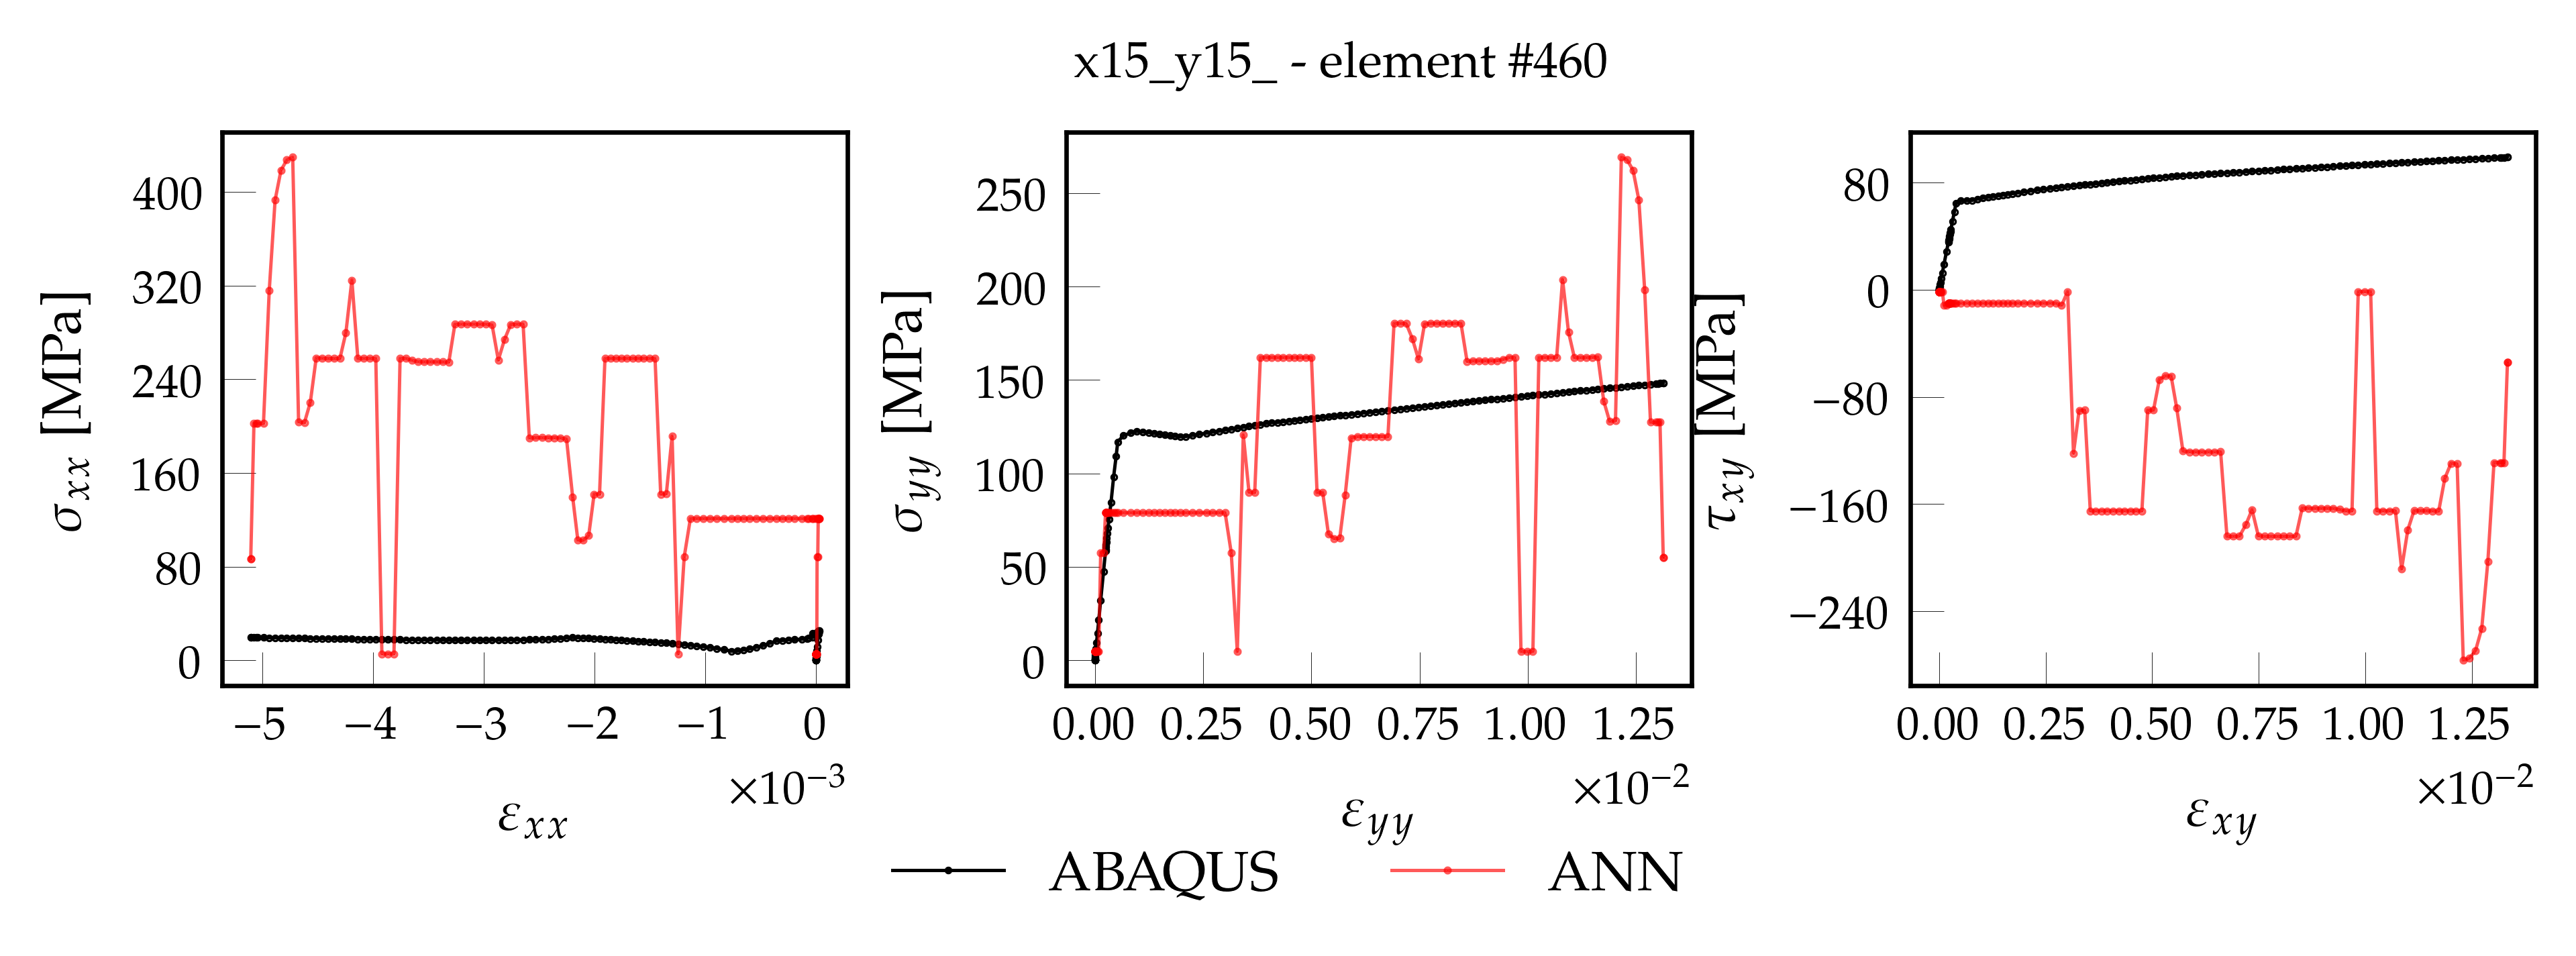 x15_y15_ - element #460
σxx [MPa]
400
320
240
160
80
0
−5 −4 −3 −2 −1 0
×10−3
εxx
σyy [MPa]
250
200
150
100
50
0
0.00 0.25 0.50 0.75 1.00 1.25
×10−2
εyy
τxy [MPa]
80
0
−80
−160
−240
0.00 0.25 0.50 0.75 1.00 1.25
×10−2
εxy
ABAQUS ANN